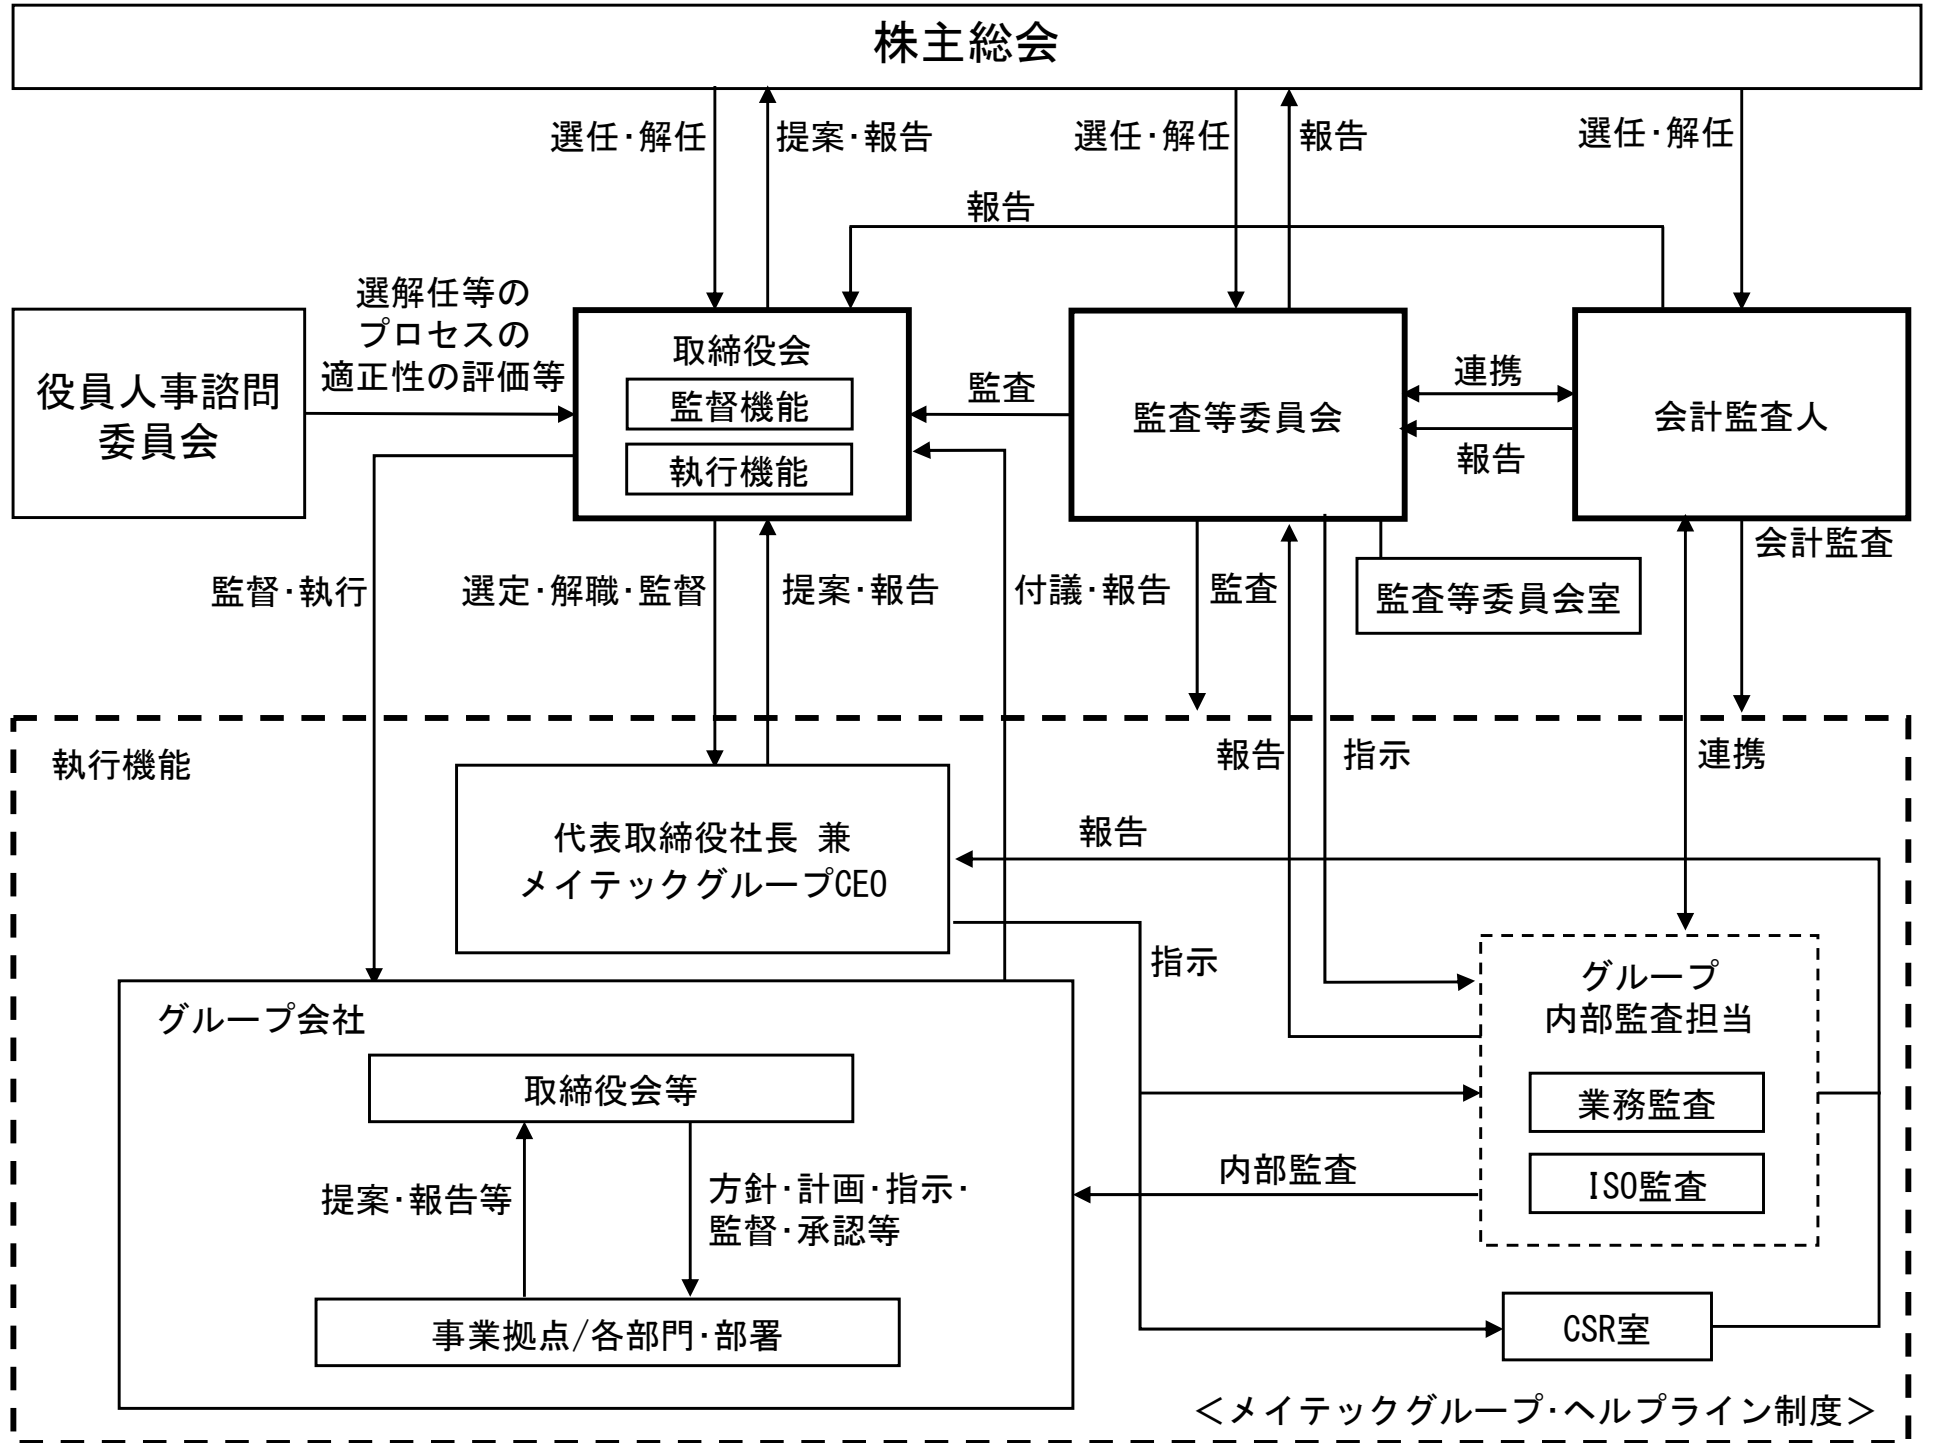 株主総会
選任・解任
提案・報告
選任・解任
報告
選任・解任
報告
選解任等の
プロセスの
適正性の評価等
役員人事諮問
委員会
取締役会
監督機能
執行機能
監査
監査等委員会
連携
報告
会計監査人
監督・執行
選定・解職・監督
提案・報告
付議・報告
監査
監査等委員会室
会計監査
執行機能
報告
指示
連携
代表取締役社長 兼
メイテックグループCEO
報告
指示
グループ
内部監査担当
業務監査
ISO監査
グループ会社
取締役会等
提案・報告等
方針・計画・指示・
監督・承認等
内部監査
事業拠点/各部門・部署
CSR室
＜メイテックグループ・ヘルプライン制度＞